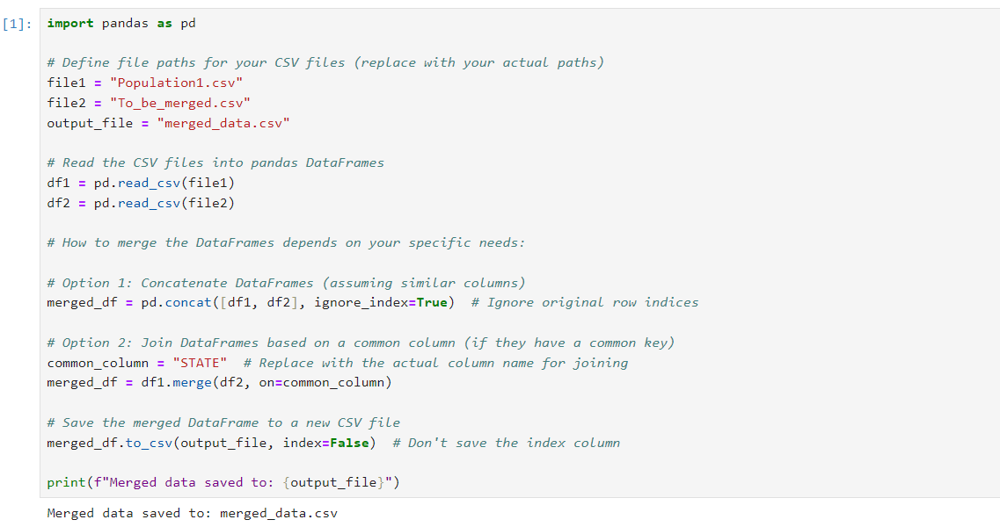 [1]: import pandas as pd
# Define file paths for your CSV files (replace with your actual paths)
file1 = "Population1.csv"
file2 = "To_be_merged.csv"
output_file = "merged_data.csv"
# Read the CSV files into pandas DataFrames
df1 = pd.read_csv(file1)
df2 = pd.read_csv(file2)
# How to merge the DataFrames depends on your specific needs:
# Option 1: Concatenate DataFrames (assuming similar columns)
merged_df = pd.concat([df1, df2], ignore_index=True)  # Ignore original row indices
# Option 2: Join DataFrames based on a common column (if they have a common key)
common_column = "STATE"  # Replace with the actual column name for joining
merged_df = df1.merge(df2, on=common_column)
# Save the merged DataFrame to a new CSV file
merged_df.to_csv(output_file, index=False)  # Don't save the index column
print(f"Merged data saved to: {output_file}")
Merged data saved to: merged_data.csv